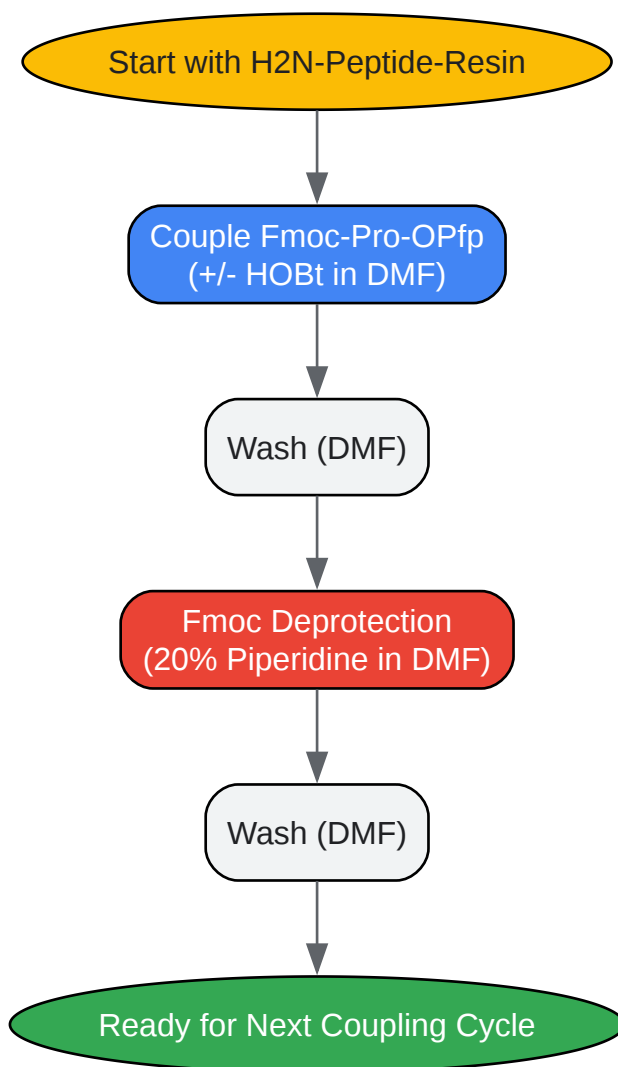 Start with H2N-Peptide-Resin
Couple Fmoc-Pro-OPfp
(+/- HOBt in DMF)
Wash (DMF)
Fmoc Deprotection
(20% Piperidine in DMF)
Wash (DMF)
Ready for Next Coupling Cycle